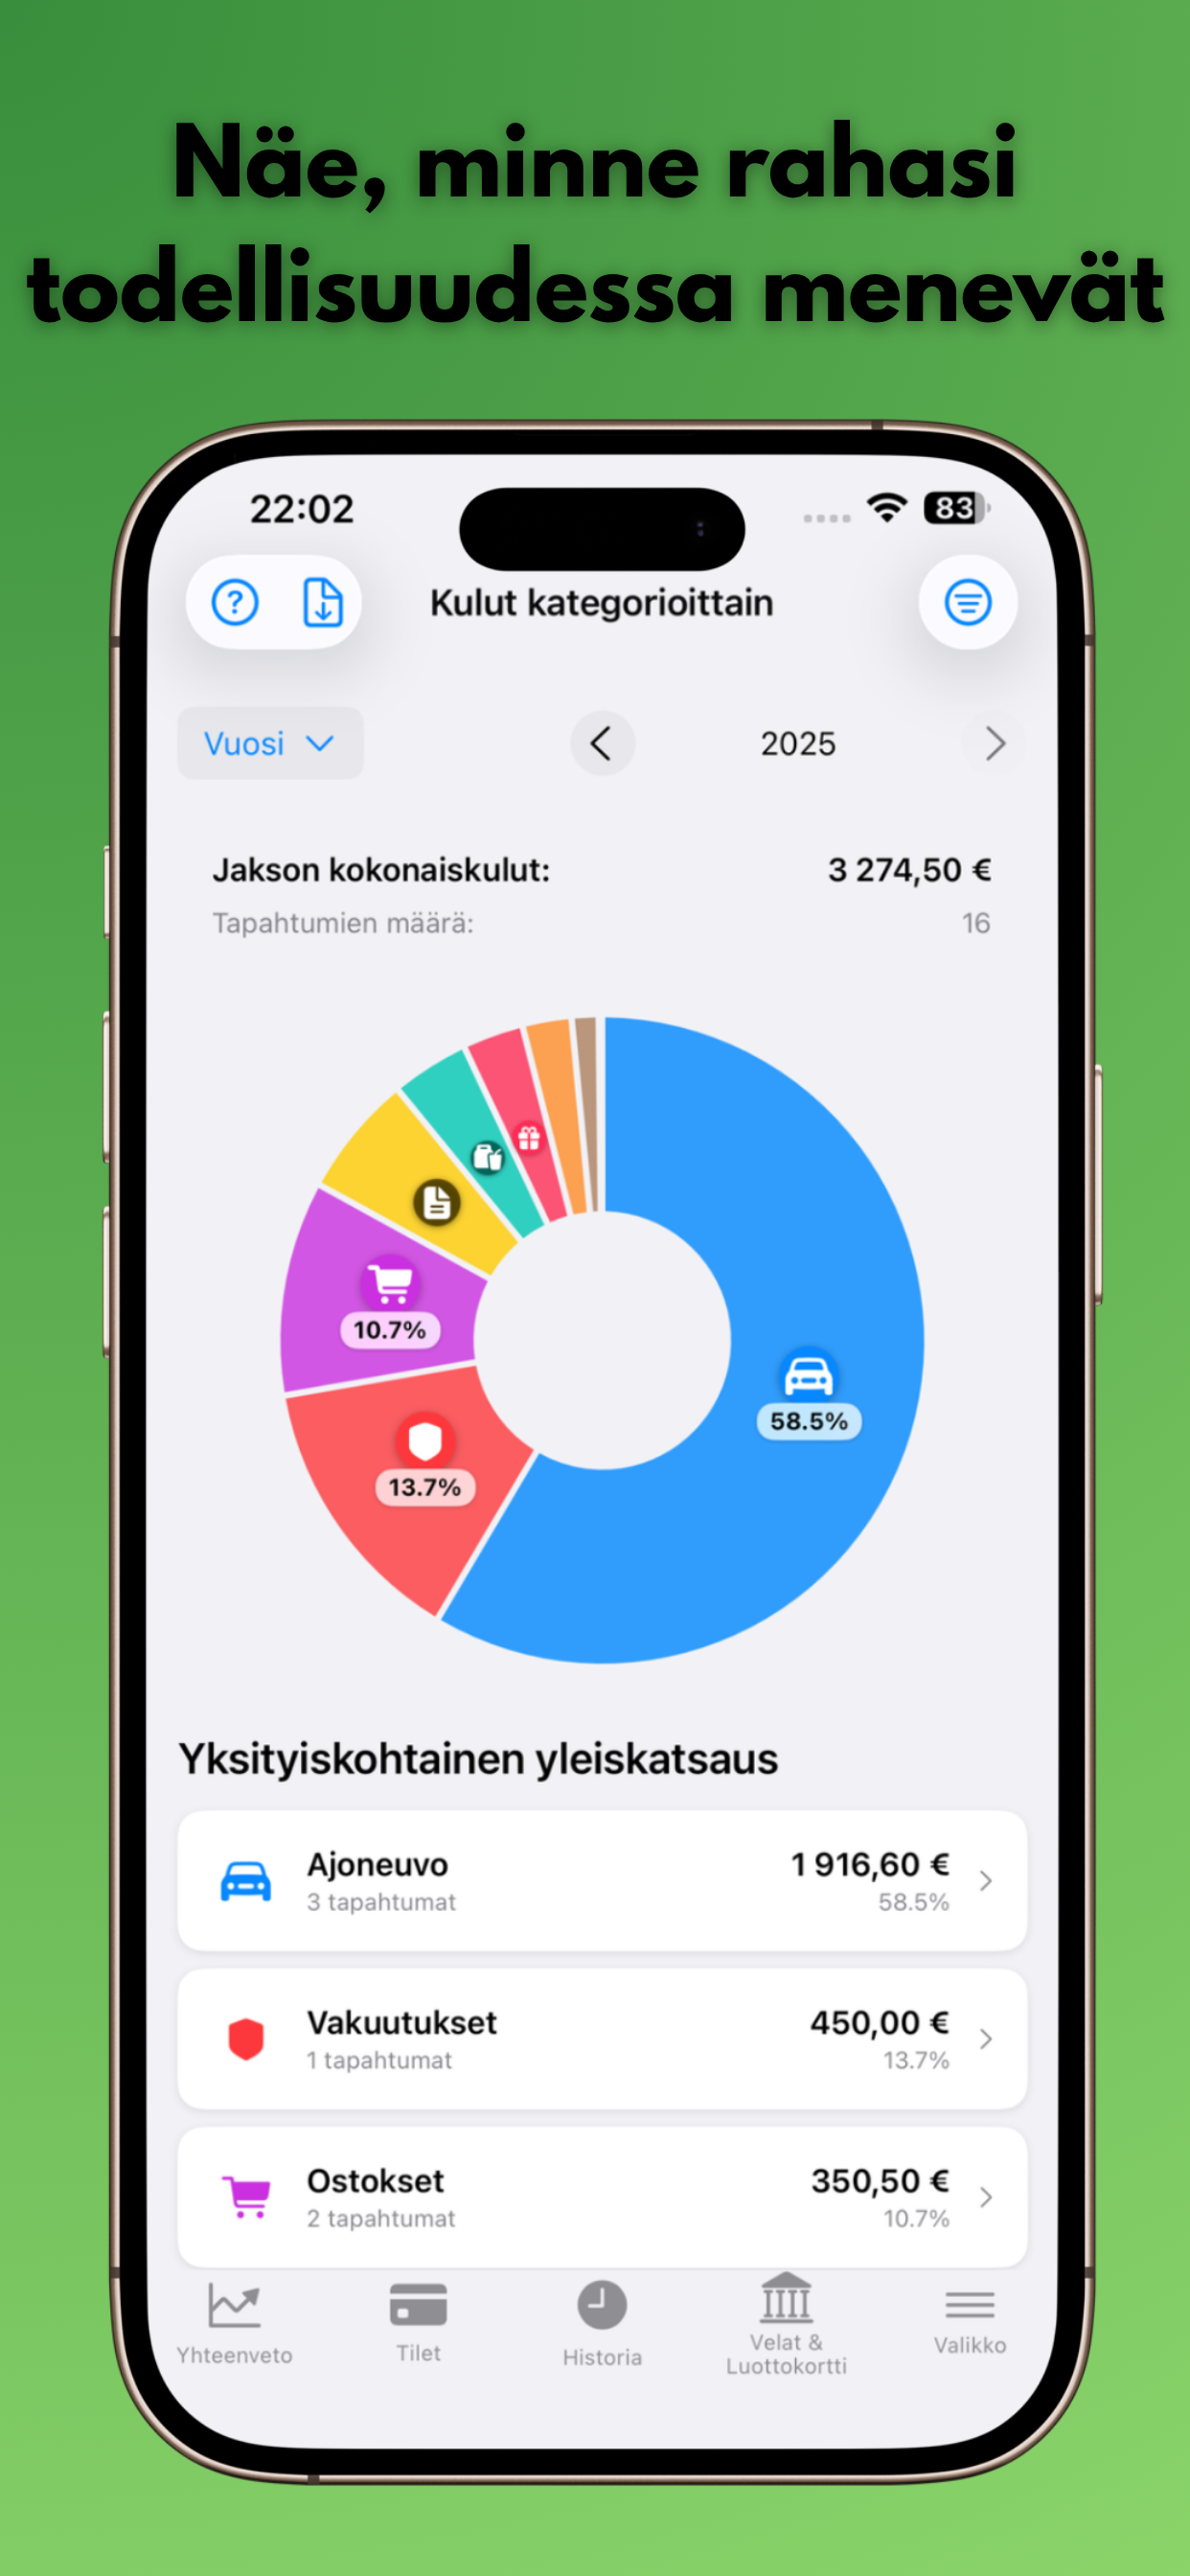 Näe, minne rahasi
todellisuudessa menevät
22:02
83
Kulut kategorioittain
Vuosi
2025
Jakson kokonaiskulut:
3 274,50 €
Tapahtumien määrä:
16
10.7%
58.5%
13.7%
Yksityiskohtainen yleiskatsaus
Ajoneuvo
1 916,60 €
3 tapahtumat
58.5%
Vakuutukset
450,00 €
1 tapahtumat
13.7%
Ostokset
350,50 €
2 tapahtumat
10.7%
Yhteenveto
Tilet
Historia
Velat &
Luottokortti
Valikko